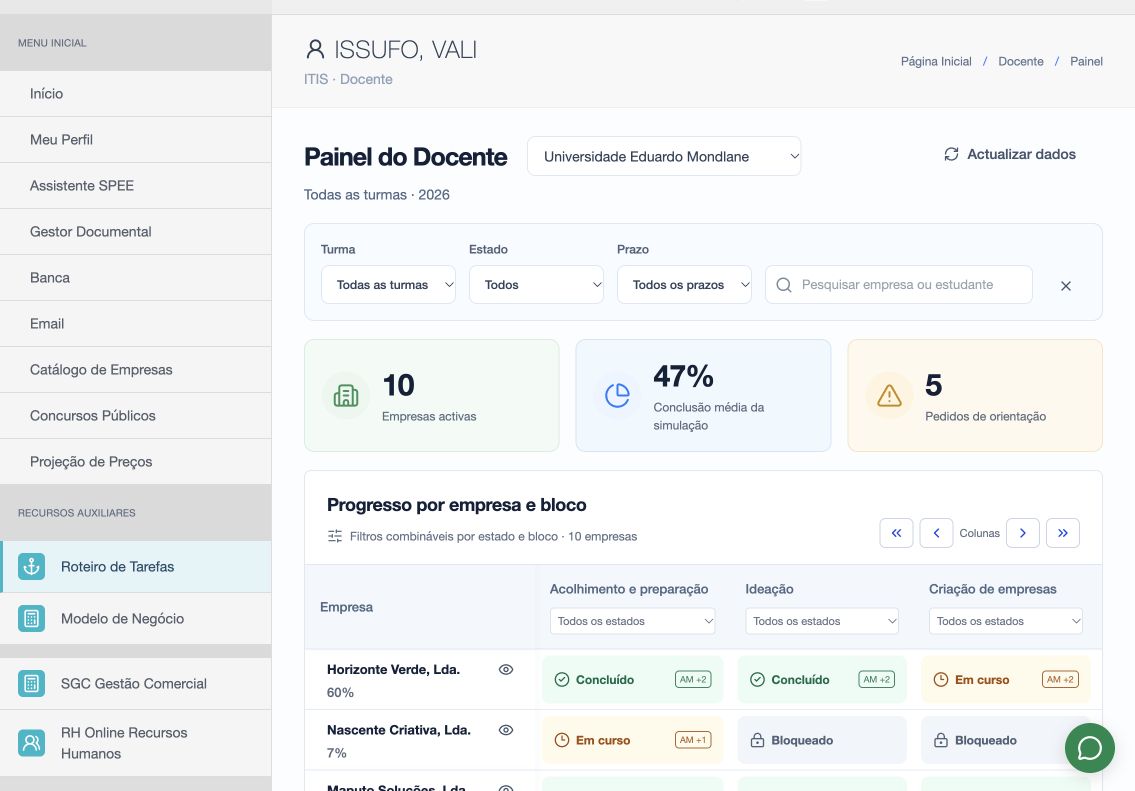 MENU INICIAL
Início
Meu Perfil
Assistente SPEE
Gestor Documental
Banca
Email
Catálogo de Empresas
Concursos Públicos
Projeção de Preços
RECURSOS AUXILIARES
Roteiro de Tarefas
Modelo de Negócio
SGC Gestão Comercial
RH Online Recursos
Humanos
ISSUFO, VALI
ITIS · Docente
Página Inicial / Docente / Painel
Painel do Docente
Universidade Eduardo Mondlane
Actualizar dados
Todas as turmas · 2026
Turma Estado Prazo
Todas as turmas Todos Todos os prazos Pesquisar empresa ou estudante
10
Empresas activas
47%
Conclusão média da
simulação
5
Pedidos de orientação
Progresso por empresa e bloco
Filtros combináveis por estado e bloco · 10 empresas
Colunas
Empresa
Acolhimento e preparação Ideação Criação de empresas
Todos os estados Todos os estados Todos os estados
Horizonte Verde, Lda.
60%
Concluído AM +2 Concluído AM +2 Em curso AM +2
Nascente Criativa, Lda.
7%
Em curso AM +1 Bloqueado Bloqueado
Maputo Soluções, Lda.